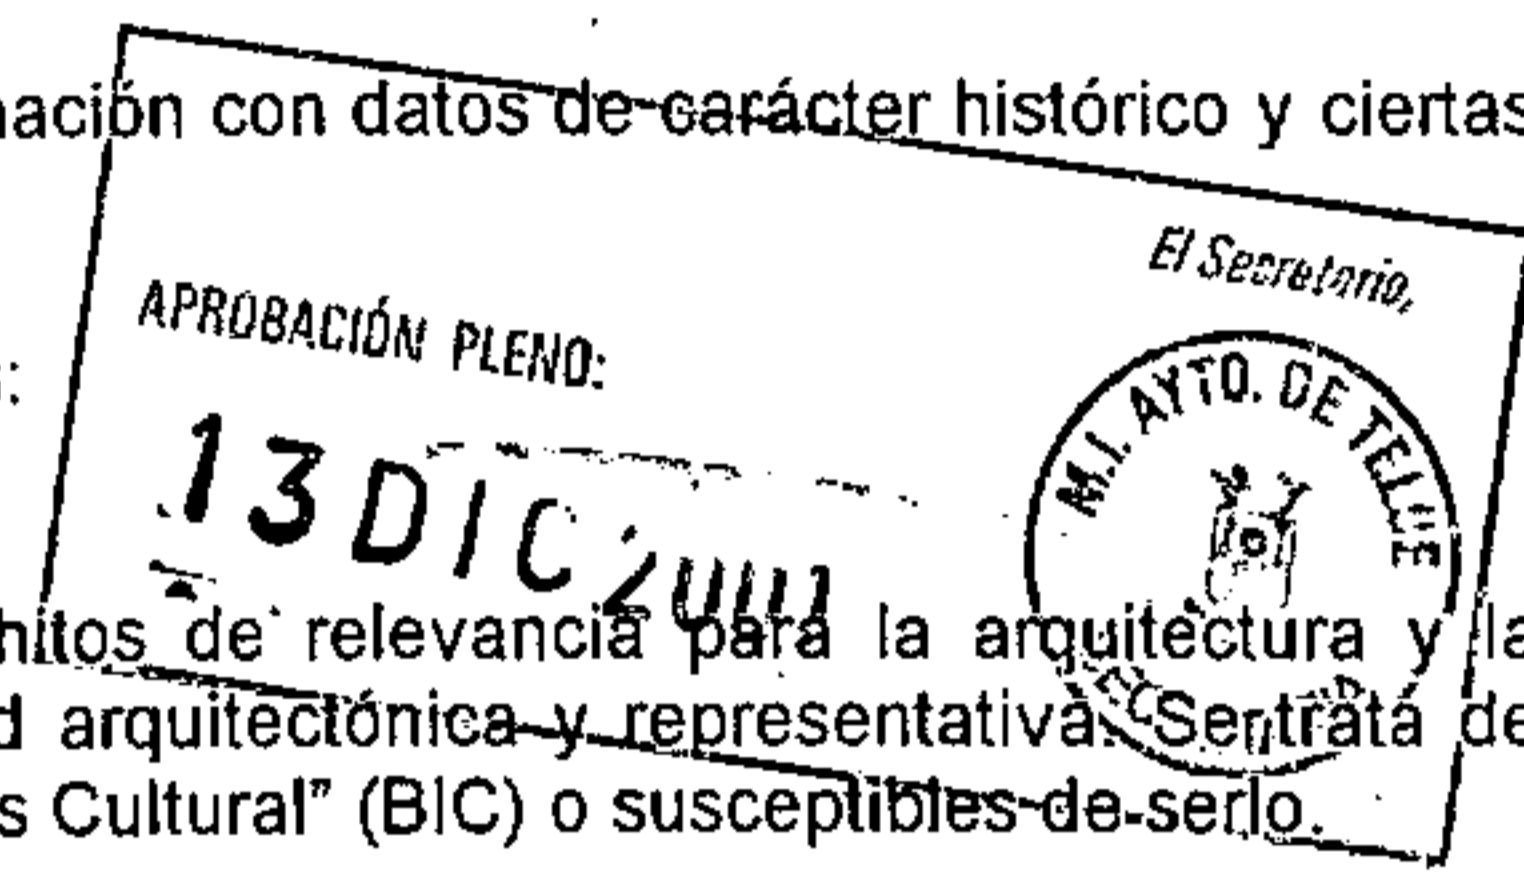 ación con datos de carácter histórico y ciertas
El Secretario,
APROBACIÓN PLENO:
M.I. AYTO. DE TELDE
13 DIC
hitos de relevancia para la arquitectura y la
d arquitectónica y representativa. Se trata de
s Cultural" (BIC) o susceptibles de serlo.